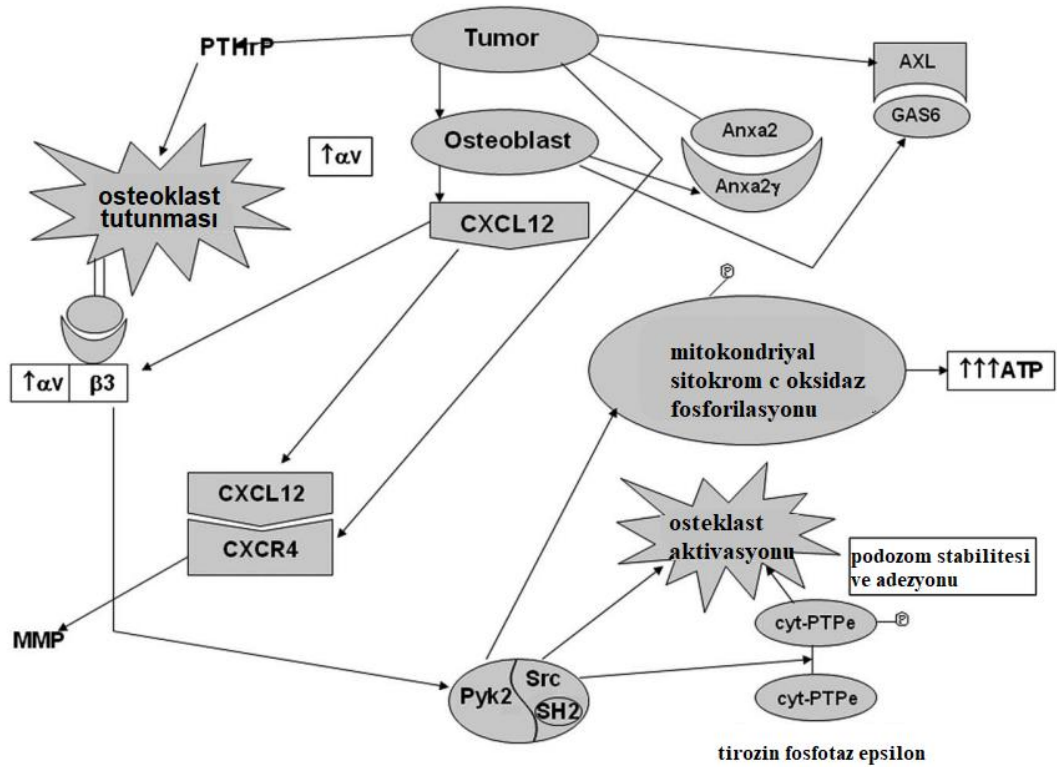 Tumor
PTHrP
AXL
GAS6
Anxa2
Anxa2γ
↑αv
Osteoblast
osteoklast
tutunması
CXCL12
P
mitokondriyal
sitokrom c oksidaz
fosforilasyonu
↑↑↑ATP
↑αv
β3
CXCL12
CXCR4
osteklast
aktivasyonu
podozom stabilitesi
ve adezyonu
cyt-PTPe
P
MMP
Pyk2
Src
SH2
cyt-PTPe
tirozin fosfotaz epsilon